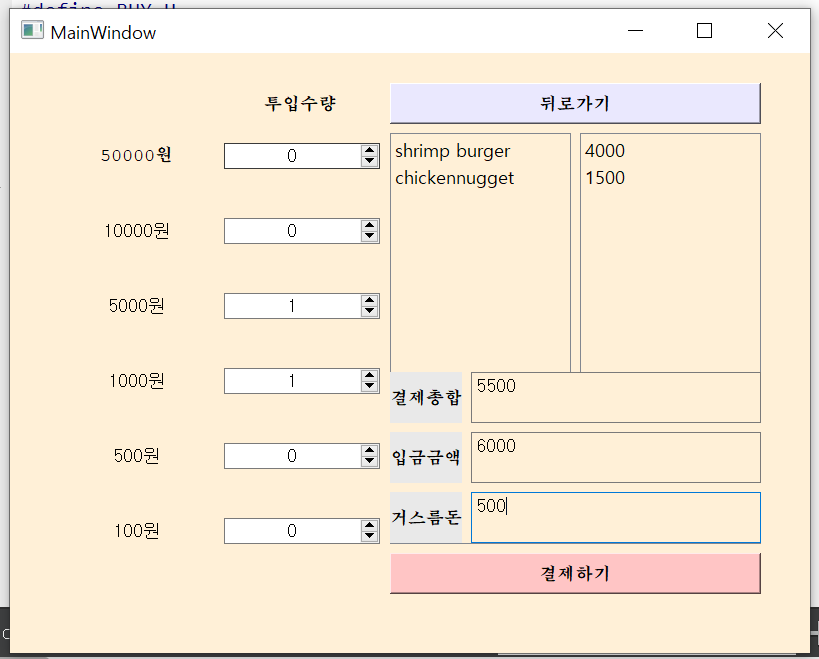 #define BUY_H
MainWindow
투입수량
뒤로가기
50000원
0
shrimp burger
4000
chickennugget
1500
10000원
0
5000원
1
1000원
1
결제총합
5500
500원
0
입금금액
6000
100원
0
거스름돈
500
결제하기